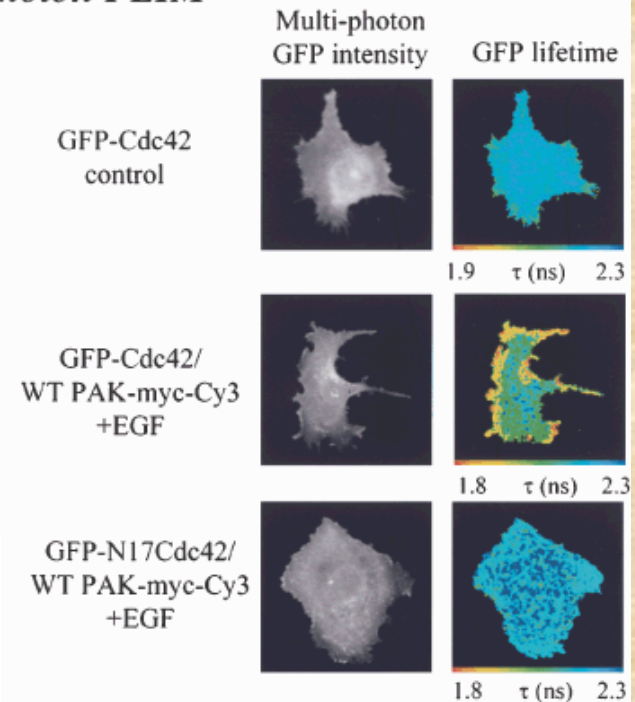 Multi-photon
GFP intensity
GFP lifetime
GFP-Cdc42
control
1.9 τ (ns) 2.3
GFP-Cdc42/
WT PAK-myc-Cy3
+EGF
1.8 τ (ns) 2.3
GFP-N17Cdc42/
WT PAK-myc-Cy3
+EGF
1.8 τ (ns) 2.3